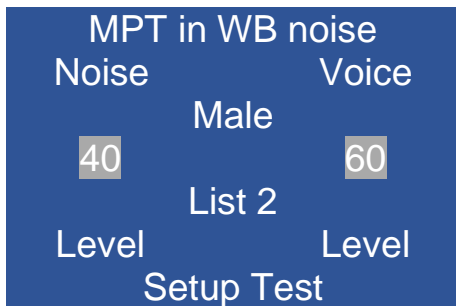 MPT in WB noise
Noise Voice
Male
40 60
List 2
Level Level
Setup Test